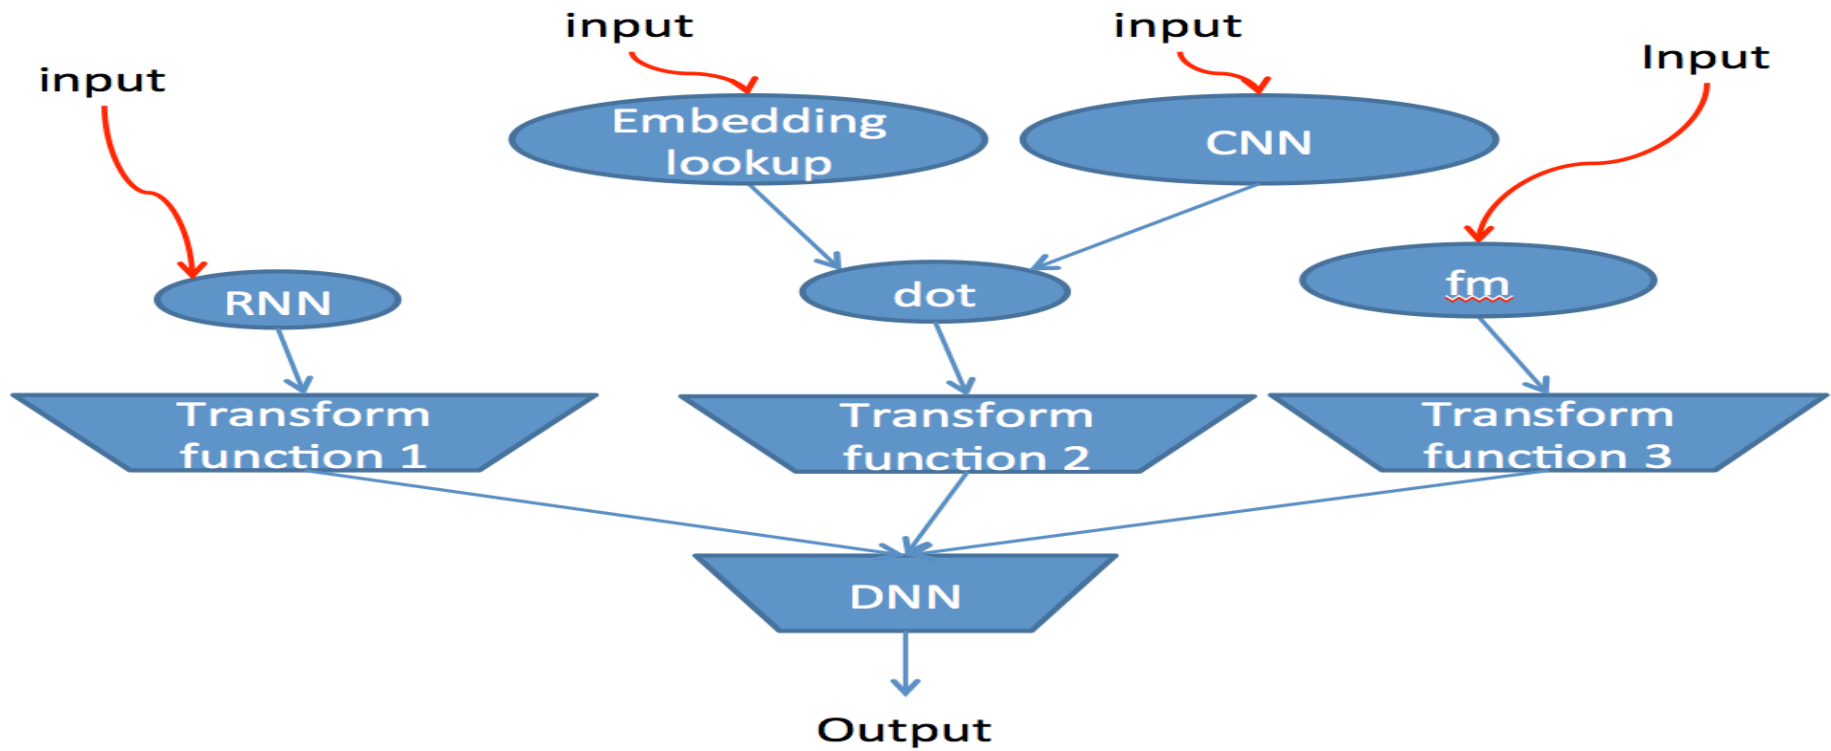 input
input
input
Input
Embedding
lookup
CNN
RNN
dot
fm
Transform
function 1
Transform
function 2
Transform
function 3
DNN
Output